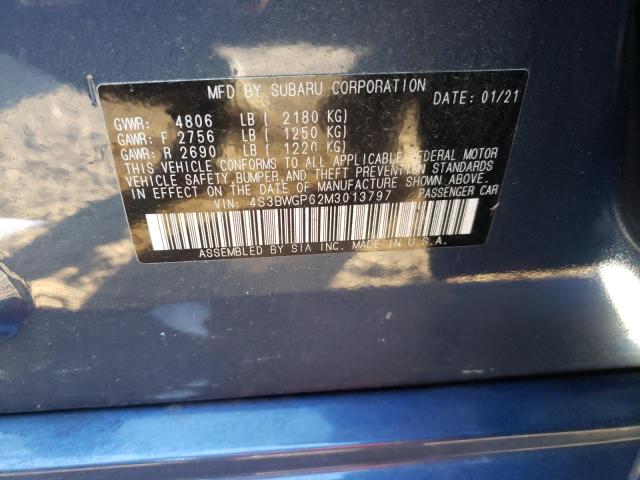 MFD BY SUBARU CORPORATION
DATE: 01/21
GVWR: 4806 LB ( 2180 KG)
GAWR: F 2756 LB ( 1250 KG)
GAWR: R 2690 LB ( 1220 KG)
THIS VEHICLE CONFORMS TO ALL APPLICABLE FEDERAL MOTOR
VEHICLE SAFETY, BUMPER, AND THEFT PREVENTION STANDARDS
IN EFFECT ON THE DATE OF MANUFACTURE SHOWN ABOVE.
VIN: 4S3BWGP62M3013797 PASSENGER CAR
ASSEMBLED BY SIA INC. MADE IN U.S.A.